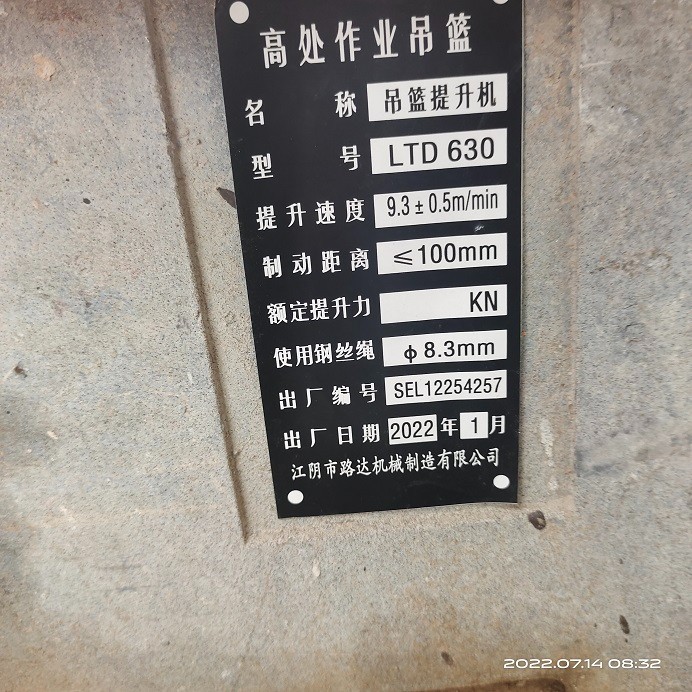 高处作业吊篮
名称 吊篮提升机
型号 LTD 630
提升速度 9.3±0.5m/min
制动距离 ≤100mm
额定提升力 KN
使用钢丝绳 ф8.3mm
出厂编号 SEL12254257
出厂日期 2022年1月
江阴市路达机械制造有限公司
2022.07.14 08:32